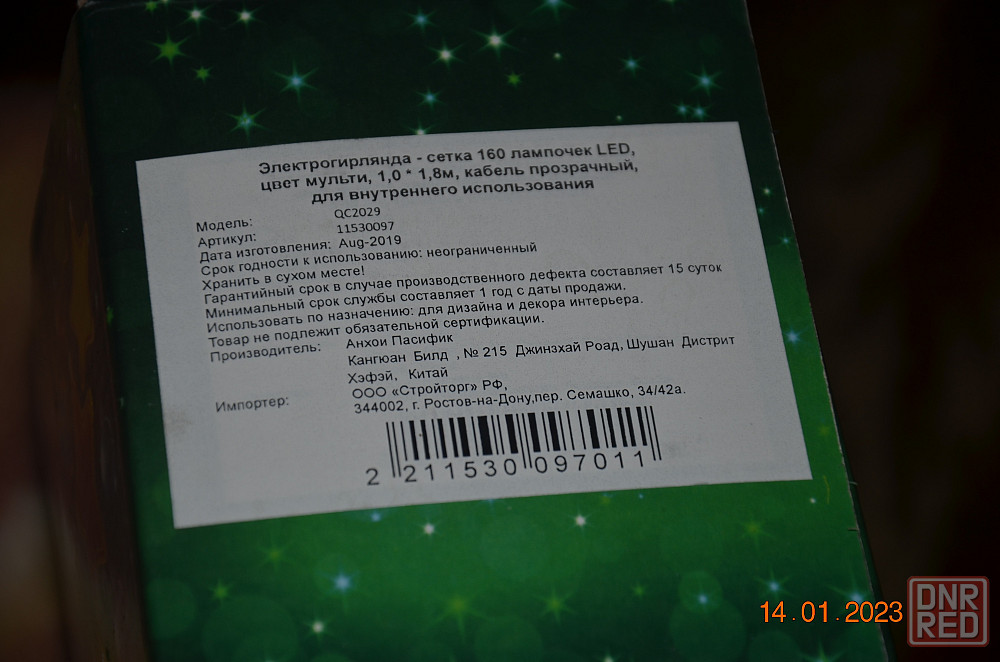 Электрогирлянда - сетка 160 лампочек LED,
цвет мульти, 1,0 * 1,8м, кабель прозрачный,
для внутреннего использования
Модель: QC2029
Артикул: 11530097
Дата изготовления: Aug-2019
Срок годности к использованию: неограниченный
Хранить в сухом месте!
Гарантийный срок в случае производственного дефекта составляет 15 суток
Минимальный срок службы составляет 1 год с даты продажи.
Использовать по назначению: для дизайна и декора интерьера.
Товар не подлежит обязательной сертификации.
Производитель: Анхои Пасифик
Кангюан Билд , № 215 Джинзхай Роад, Шушан Дистрит
Хэфэй, Китай
Импортер: ООО «Стройторг» РФ,
344002, г. Ростов-на-Дону,пер. Семашко, 34/42а.
2 211530 097011
14.01.2023
DNR
RED